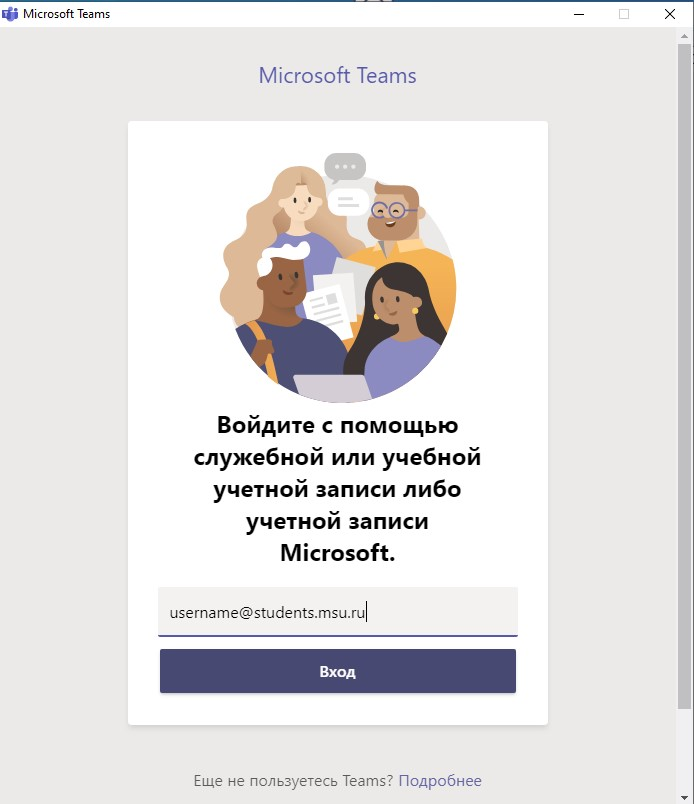 Microsoft Teams
Microsoft Teams
Войдите с помощью
служебной или учебной
учетной записи либо
учетной записи
Microsoft.
username@students.msu.ru
Вход
Еще не пользуетесь Teams? Подробнее